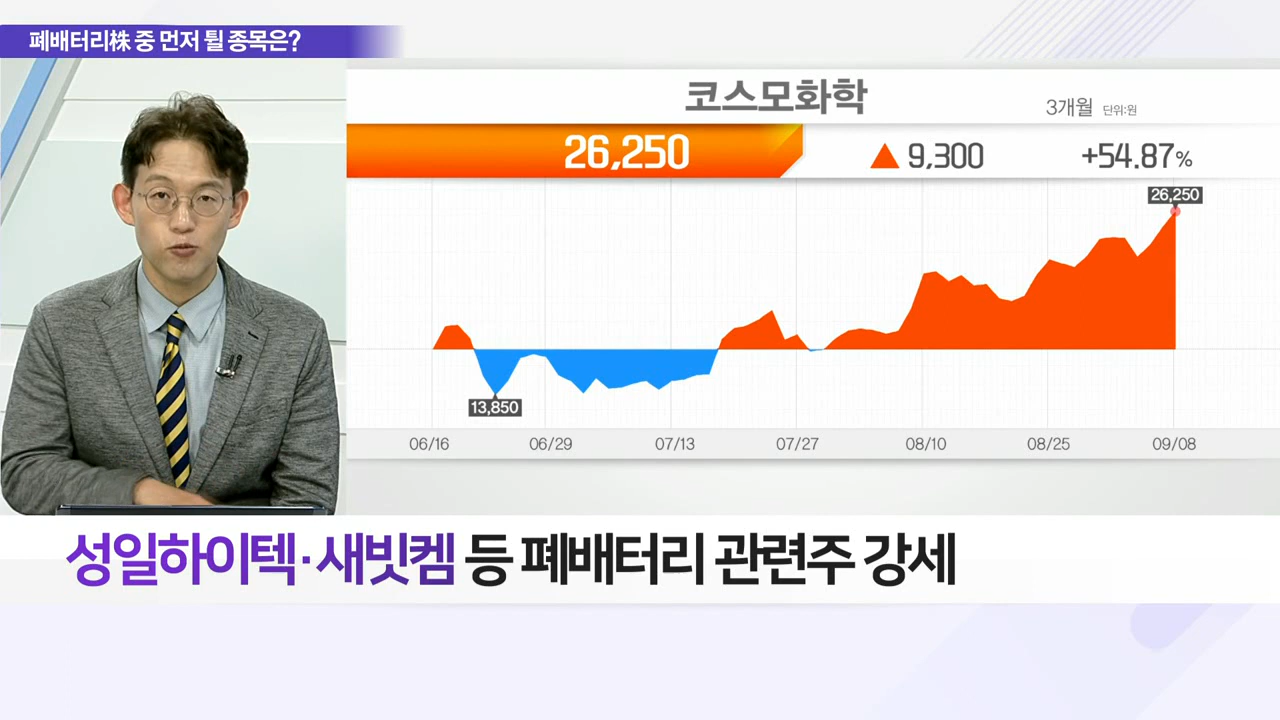 폐배터리株 중 먼저 튈 종목은?
코스모화학
3개월 단위:원
26,250 ▲ 9,300 +54.87%
26,250
13,850
06/16 06/29 07/13 07/27 08/10 08/25 09/08
성일하이텍·새빗켐 등 폐배터리 관련주 강세